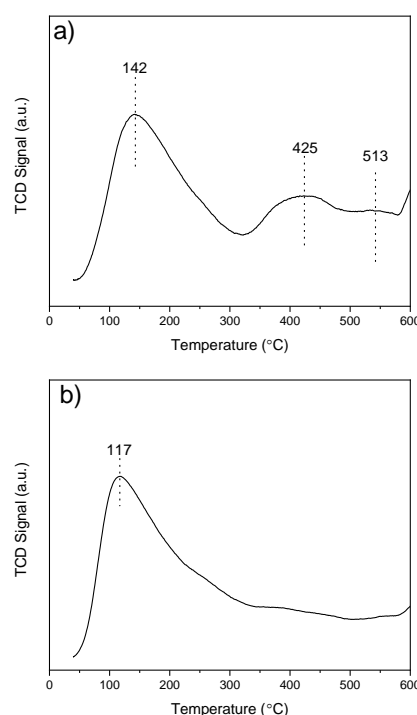 a)
142
425
513
TCD Signal (a.u.)
0 100 200 300 400 500 600
Temperature (°C)
b)
117
TCD Signal (a.u.)
0 100 200 300 400 500 600
Temperature (°C)